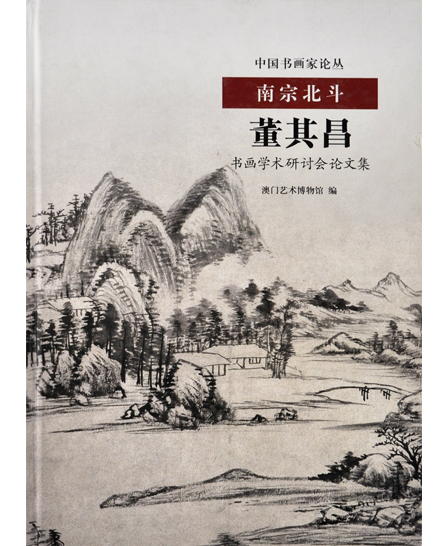 中国书画家论丛
南宗北斗
董其昌
书画学术研讨会论文集
澳门艺术博物馆 编